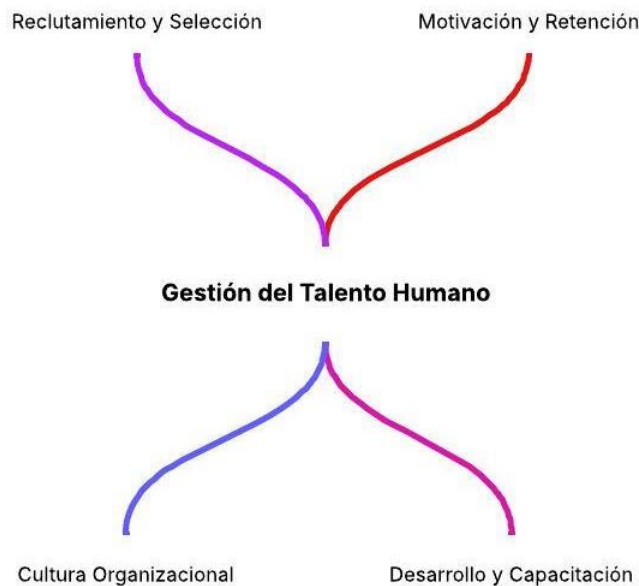 Reclutamiento y Selección
Motivación y Retención
Gestión del Talento Humano
Cultura Organizacional
Desarrollo y Capacitación